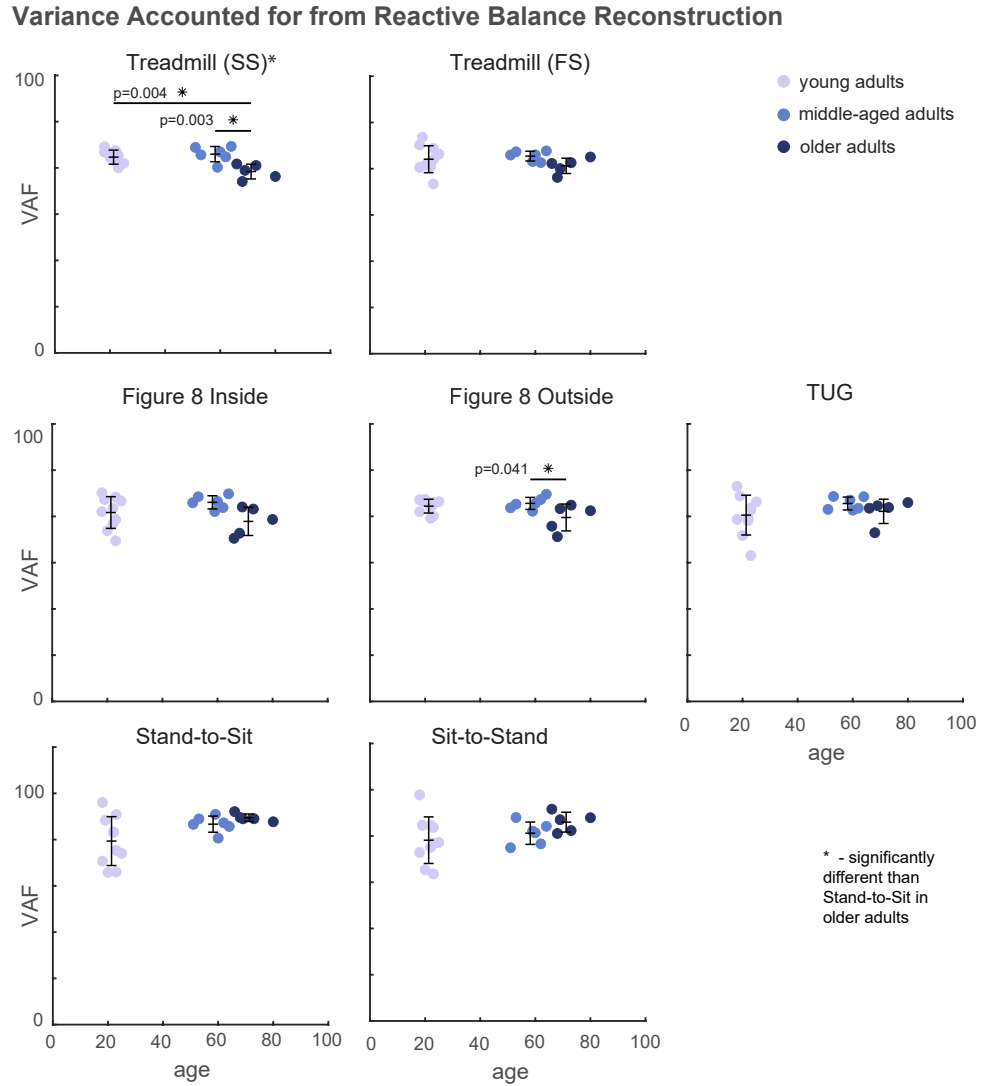 Variance Accounted for from Reactive Balance Reconstruction
Treadmill (SS)*
Treadmill (FS)
young adults
middle-aged adults
older adults
100
p=0.004 *
p=0.003 *
VAF
0
Figure 8 Inside
Figure 8 Outside
TUG
100
p=0.041 *
VAF
0
0 20 40 60 80 100
age
Stand-to-Sit
Sit-to-Stand
100
VAF
0
0 20 40 60 80 100
age
0 20 40 60 80 100
age
* - significantly
different than
Stand-to-Sit in
older adults